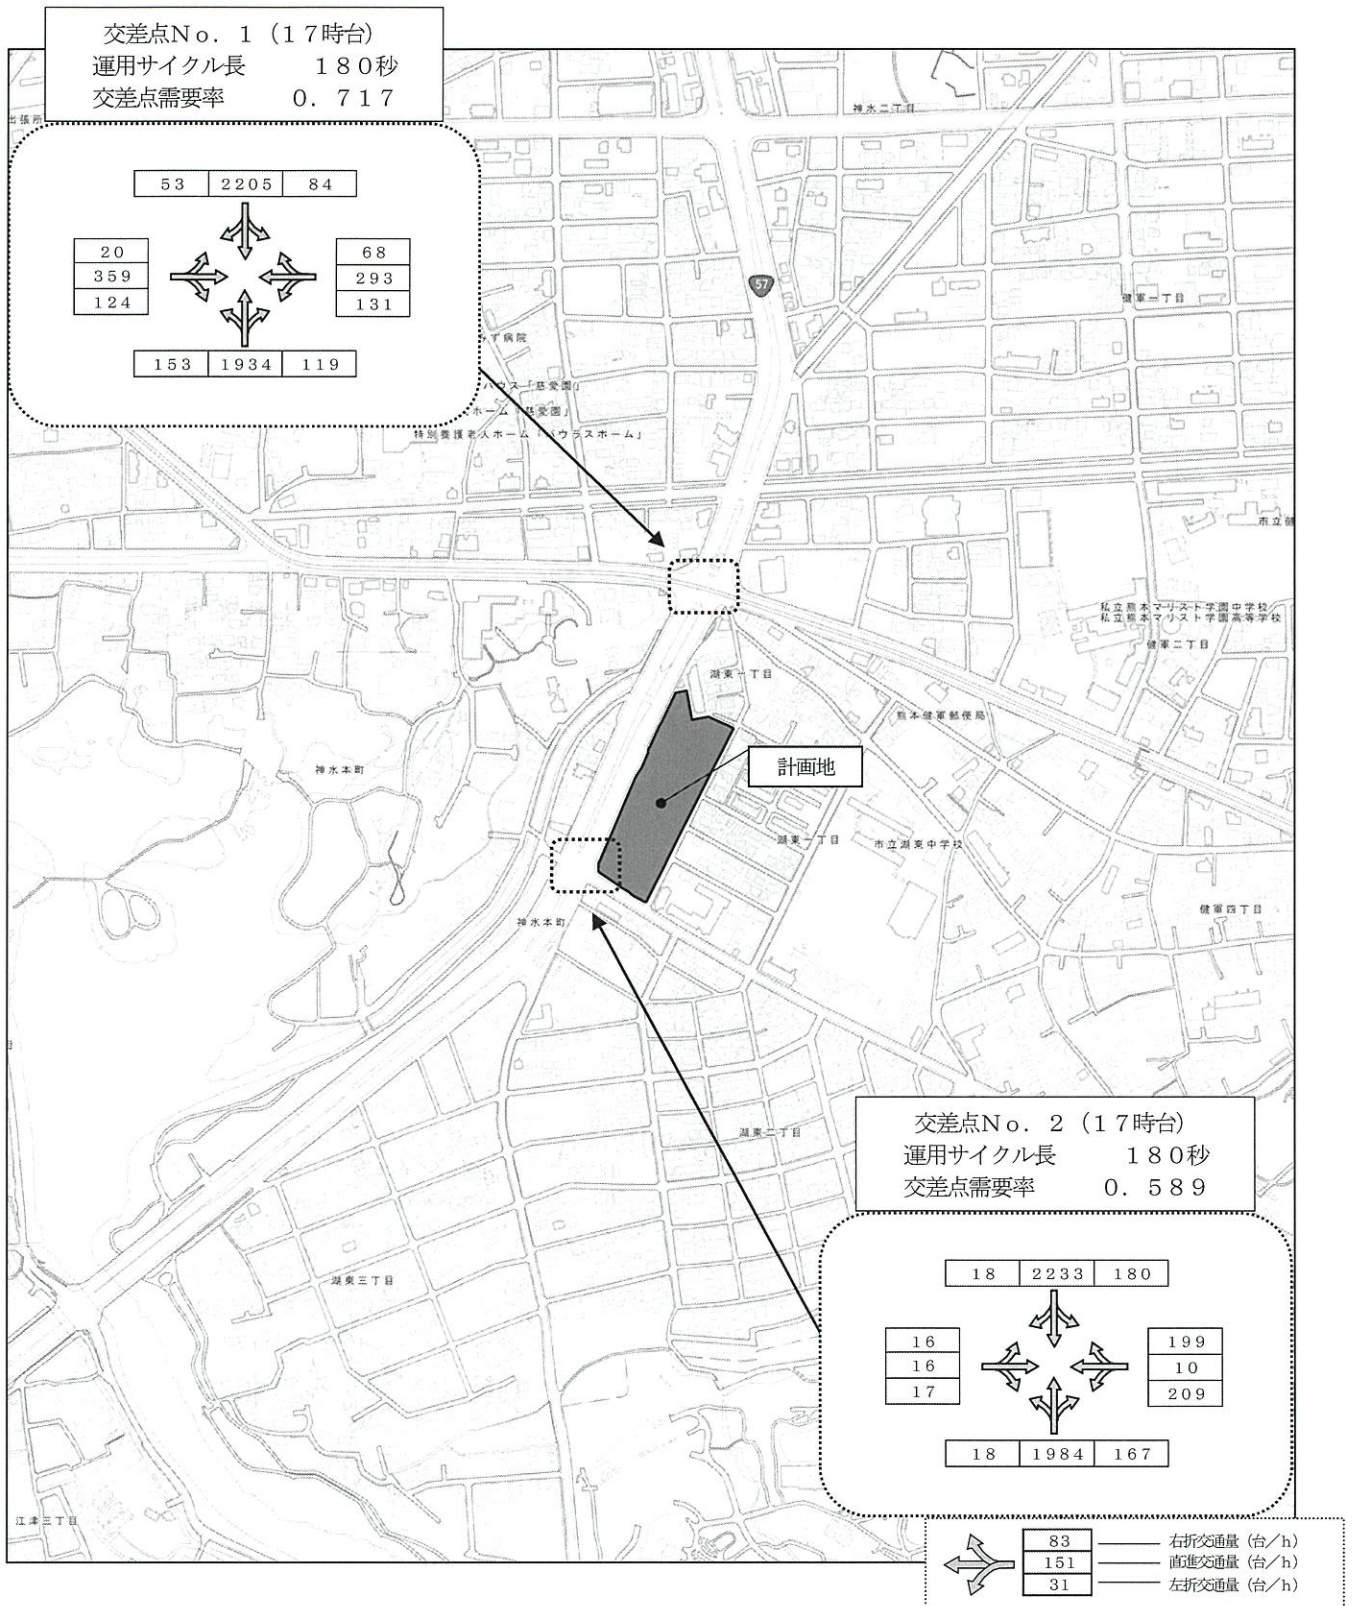 交差点No. 1 (17時台)
運用サイクル長 180秒
交差点需要率 0. 717
出張所
神水二丁目
53 2205 84
20
359
124
68
293
131
153 1934 119
57
健軍一丁目
みず病院
ハウス「慈愛園」
ホーム「慈愛園」
特別養護老人ホーム「パウラスホーム」
市立健
私立熊本マリスト学園中学校
私立熊本マリスト学園高等学校
健軍二丁目
湖東一丁目
熊本健軍郵便局
計画地
神水本町
湖東一丁目
市立湖東中学校
健軍四丁目
神水本町
交差点No. 2 (17時台)
運用サイクル長 180秒
交差点需要率 0. 589
湖東二丁目
18 2233 180
16
16
17
199
10
209
18 1984 167
湖東三丁目
江津三丁目
83 右折交通量 (台/h)
151 直進交通量 (台/h)
31 左折交通量 (台/h)